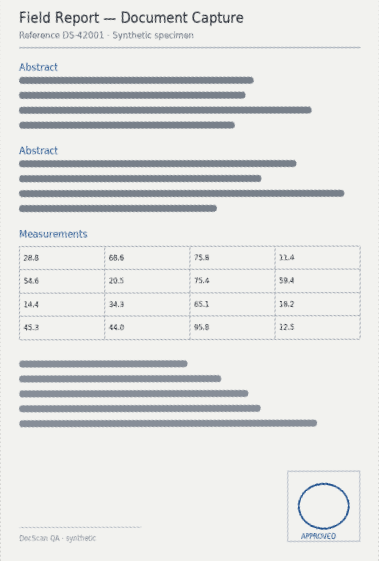 Field Report — Document Capture
Reference DS-42001 · Synthetic specimen
Abstract
Abstract
Measurements
28.8 68.6 75.6 11.4
54.6 20.5 75.4 59.4
14.4 34.3 65.1 18.2
45.3 44.0 95.8 12.5
APPROVED
DocScan QA · synthetic